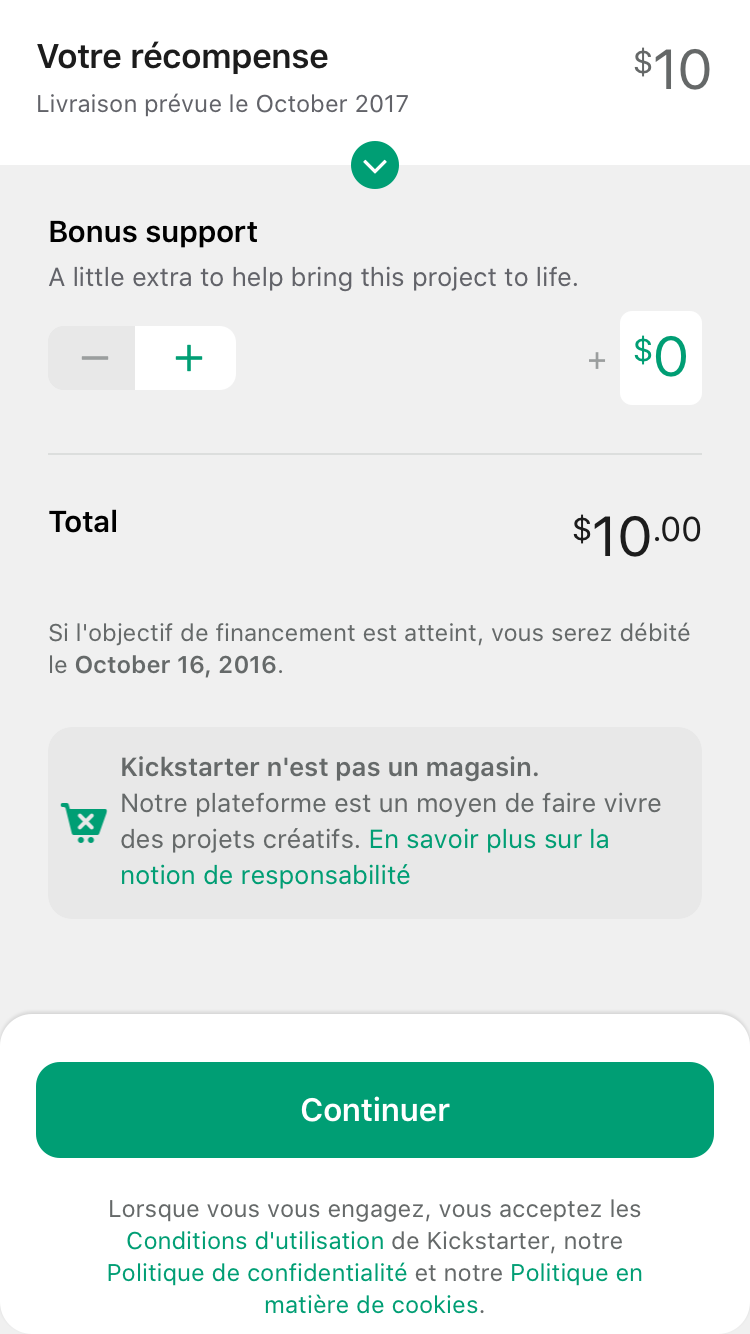 Votre récompense
$10
Livraison prévue le October 2017
Bonus support
A little extra to help bring this project to life.
− + + $0
Total
$10.00
Si l'objectif de financement est atteint, vous serez débité
le October 16, 2016.
Kickstarter n'est pas un magasin.
Notre plateforme est un moyen de faire vivre
des projets créatifs. En savoir plus sur la
notion de responsabilité
Continuer
Lorsque vous vous engagez, vous acceptez les
Conditions d'utilisation de Kickstarter, notre
Politique de confidentialité et notre Politique en
matière de cookies.